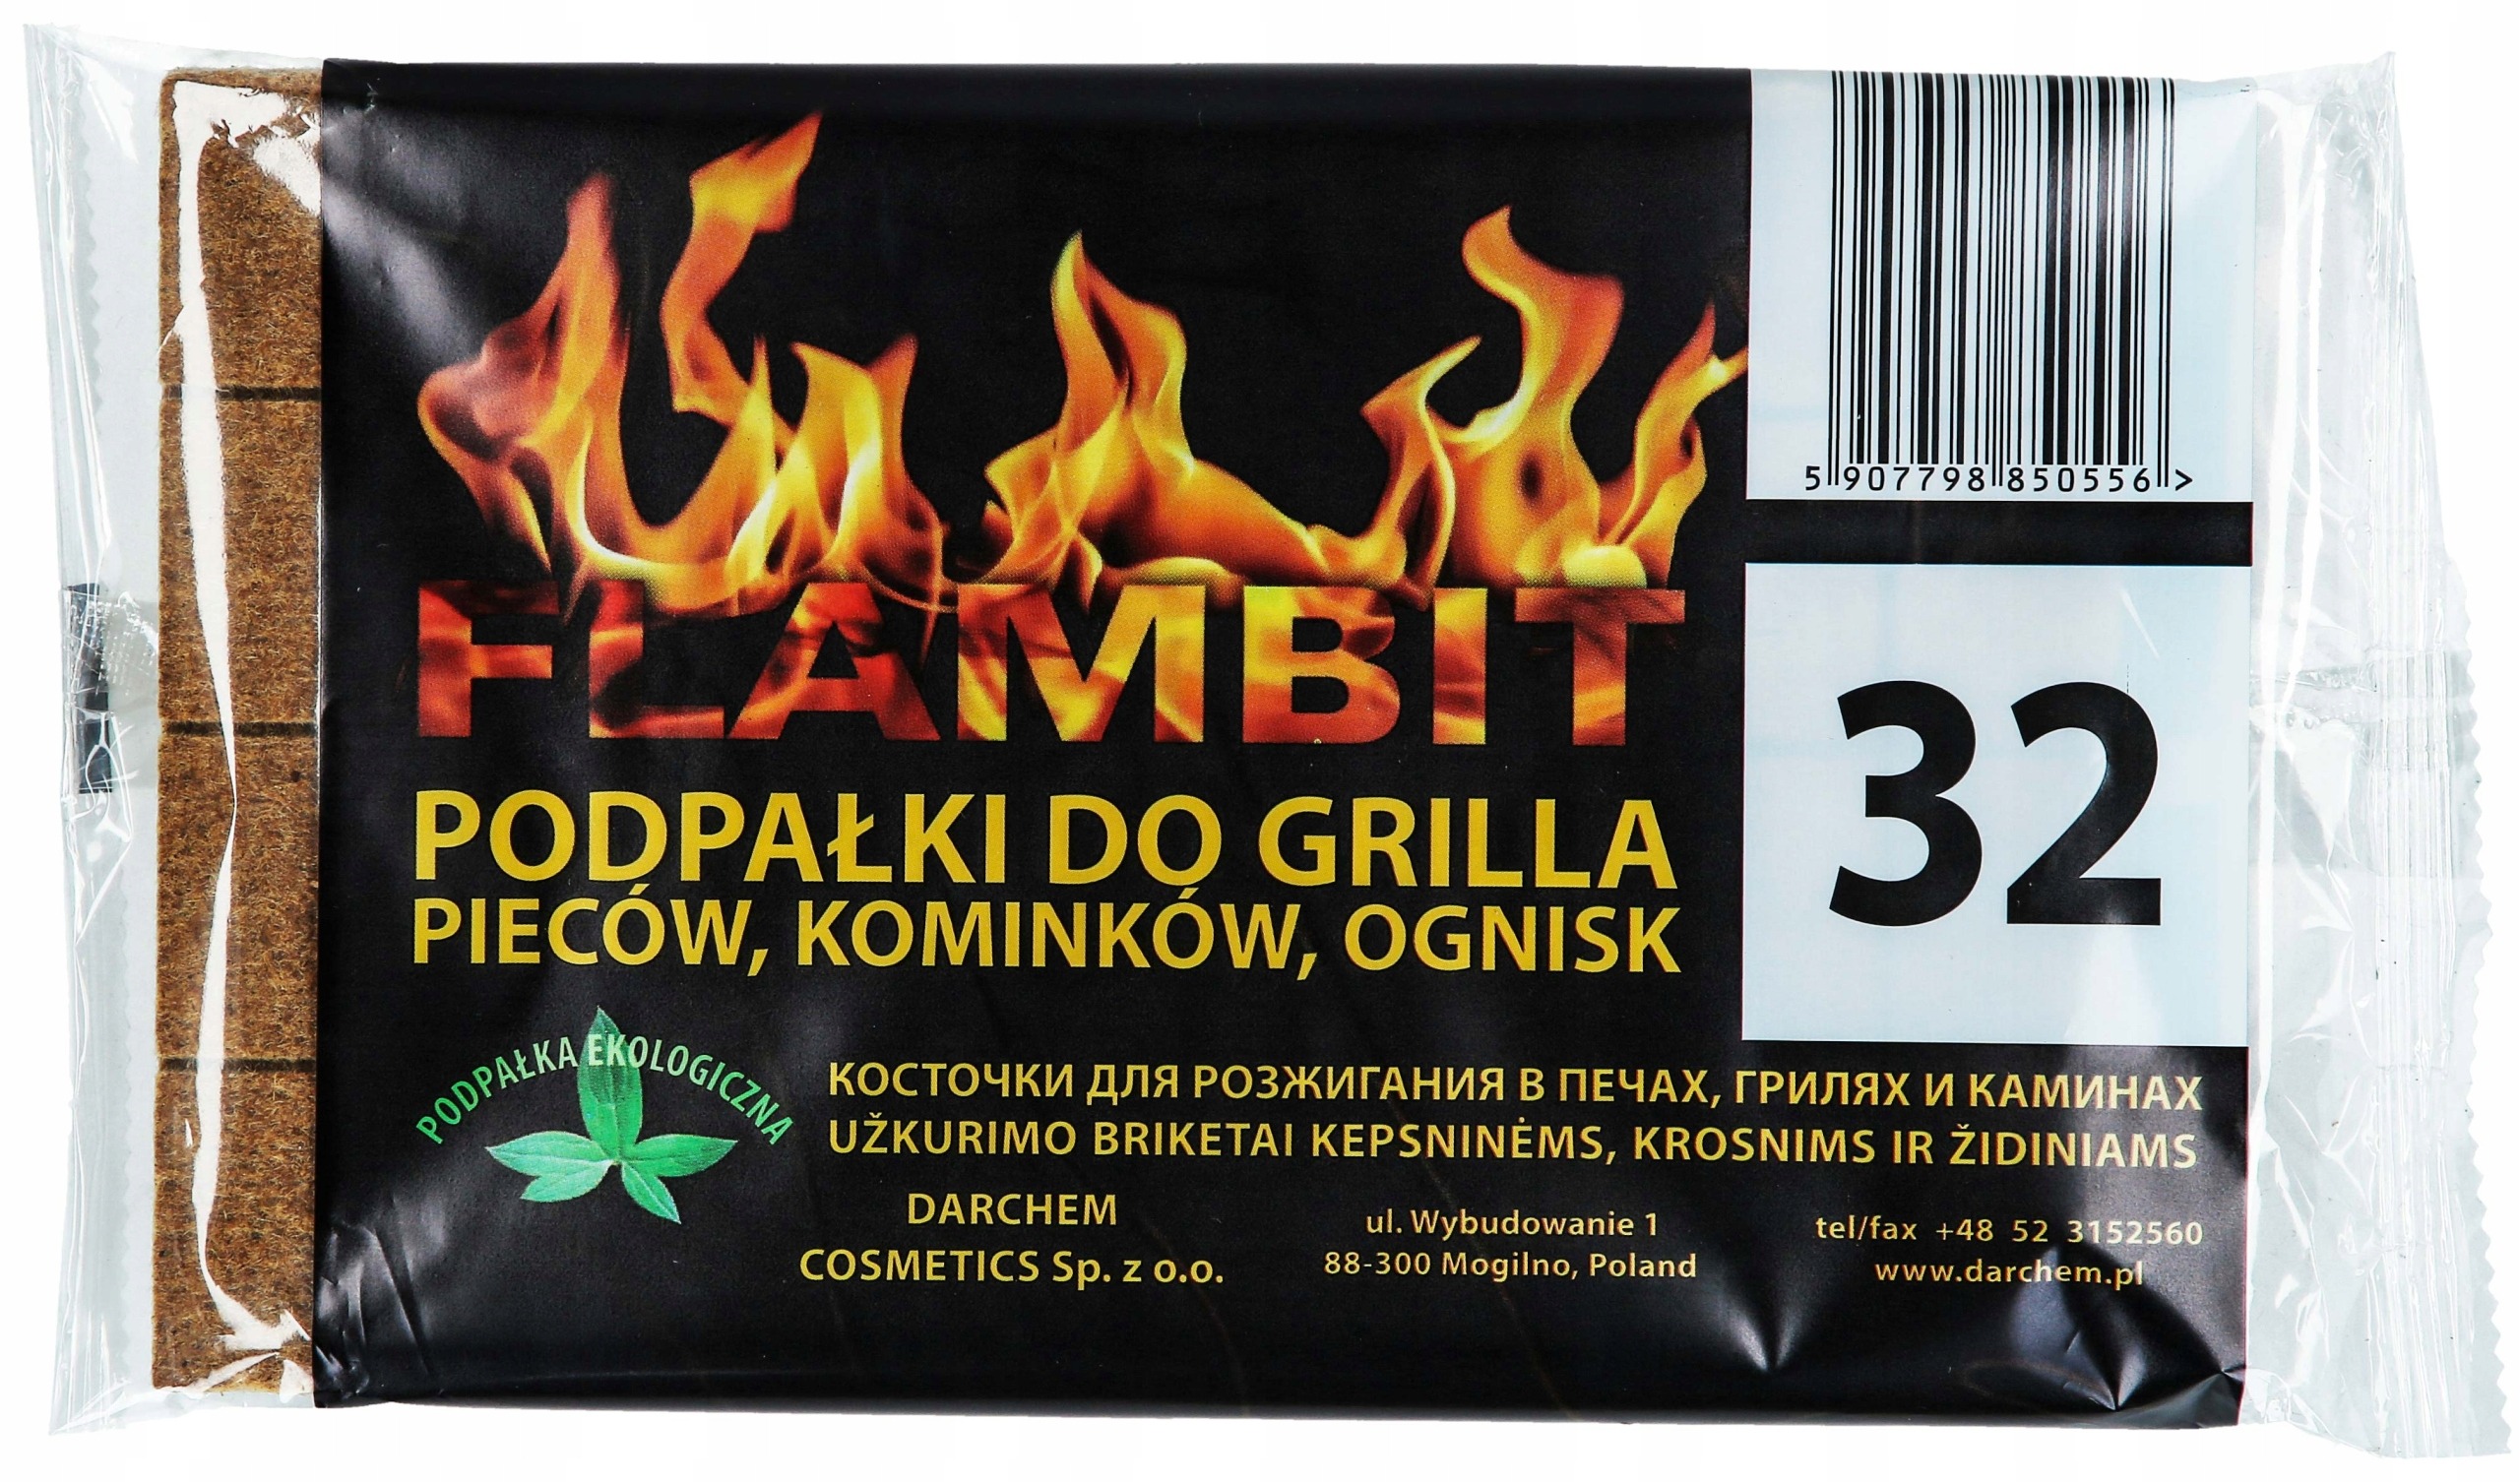 5 907798 850556 >
FLAMBIT
32
PODPAŁKI DO GRILLA
PIECÓW, KOMINKÓW, OGNISK
PODPAŁKA EKOLOGICZNA
КОСТОЧКИ ДЛЯ РОЗЖИГАНИЯ В ПЕЧАХ, ГРИЛЯХ И КАМИНАХ
UŽKURIMO BRIKETAI KEPSNINĖMS, KROSNIMS IR ŽIDINIAMS
DARCHEM
COSMETICS Sp. z o.o.
ul. Wybudowanie 1
88-300 Mogilno, Poland
tel/fax +48 52 3152560
www.darchem.pl